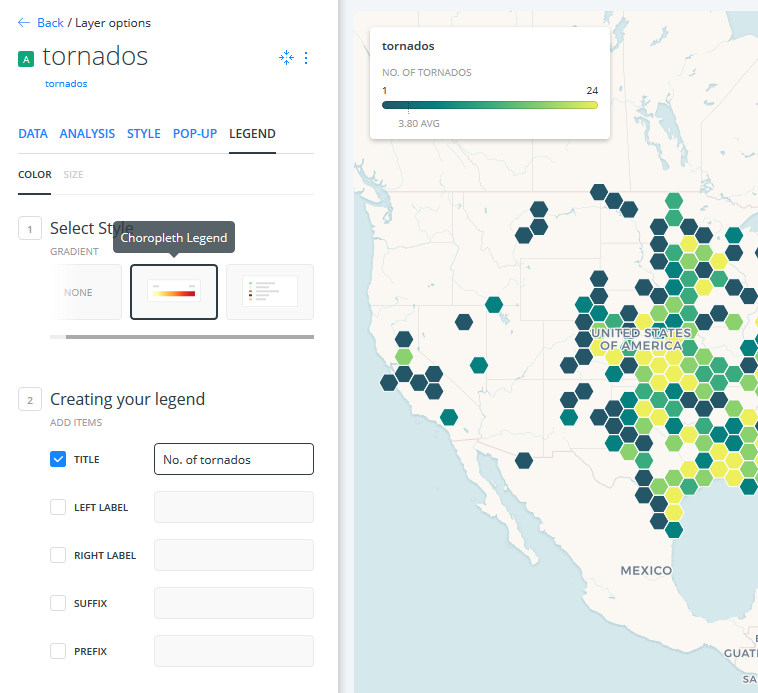 ← Back / Layer options
A tornados
tornados
DATA ANALYSIS STYLE POP-UP LEGEND
COLOR SIZE
1 Select Style
Choropleth Legend
GRADIENT
NONE
2 Creating your legend
ADD ITEMS
TITLE No. of tornados
LEFT LABEL
RIGHT LABEL
SUFFIX
PREFIX
tornados
NO. OF TORNADOS
1 24
3.80 AVG
UNITED STATES
OF AMERICA
MEXICO
GUAT
SA